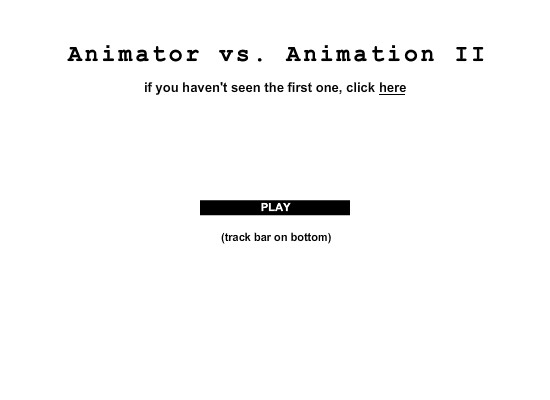 Animator vs. Animation II
if you haven't seen the first one, click here
PLAY
(track bar on bottom)